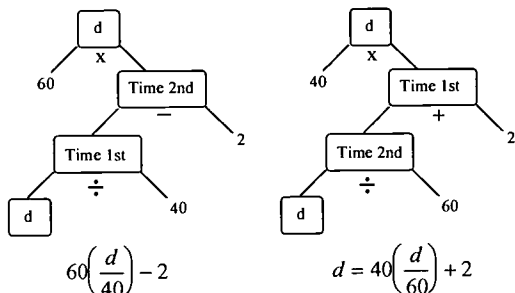 d
x
60
Time 2nd
−
2
Time 1st
÷
d
40
60(d/40) − 2
d
x
40
Time 1st
+
2
Time 2nd
÷
d
60
d = 40(d/60) + 2